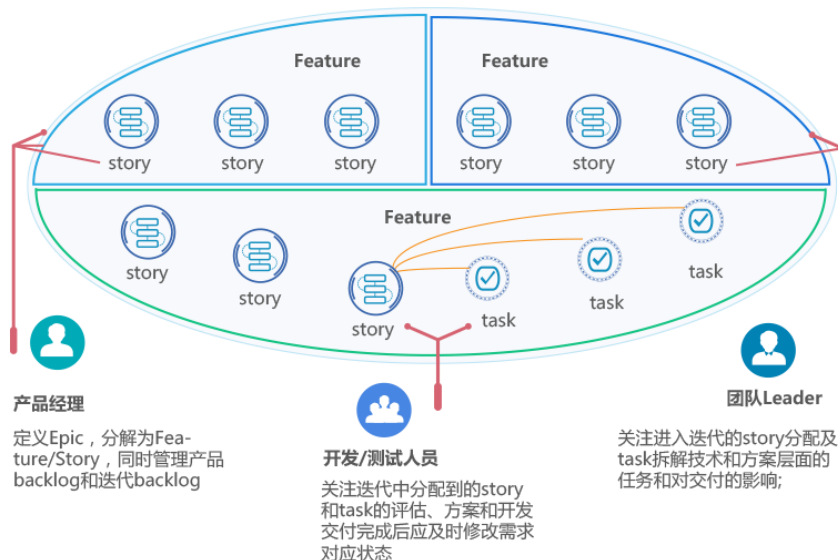 Feature
Feature
story
story
story
story
story
story
Feature
story
story
story
task
task
task
产品经理
定义Epic，分解为Fea-
ture/Story，同时管理产品
backlog和迭代backlog
开发/测试人员
关注迭代中分配到的story
和task的评估、方案和开发
交付完成后应及时修改需求
对应状态
团队Leader
关注进入迭代的story分配及
task拆解技术和方案层面的
任务和对交付的影响;